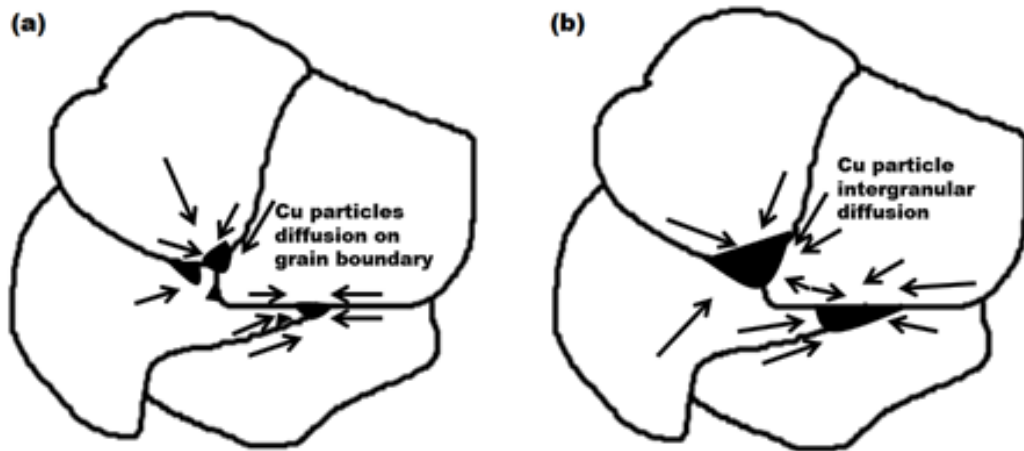 (a)
Cu particles
diffusion on
grain boundary
(b)
Cu particle
intergranular
diffusion